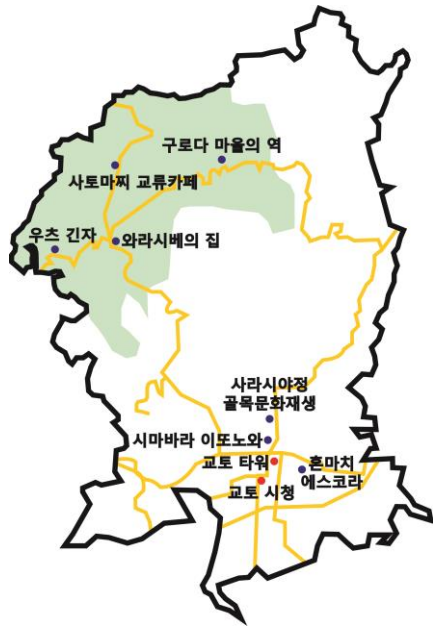 구로다 마을의 역
사토마찌 교류카페
우츠 긴자
와라시베의 집
사라시야정
골목문화재생
시마바라 이또노와
교토 타워
혼마치
에스코라
교토 시청